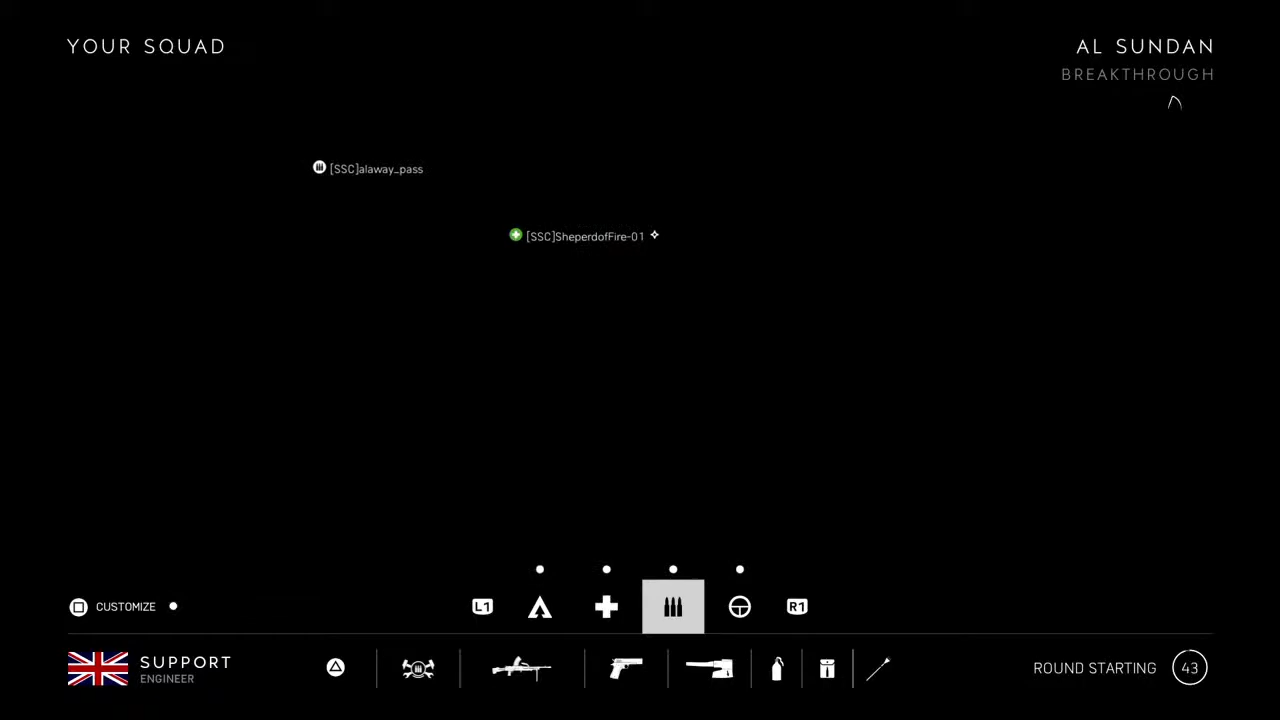 YOUR SQUAD
AL SUNDAN
BREAKTHROUGH
[SSC]alaway_pass
[SSC]SheperdofFire-01
L1
R1
CUSTOMIZE
SUPPORT
ENGINEER
ROUND STARTING 43